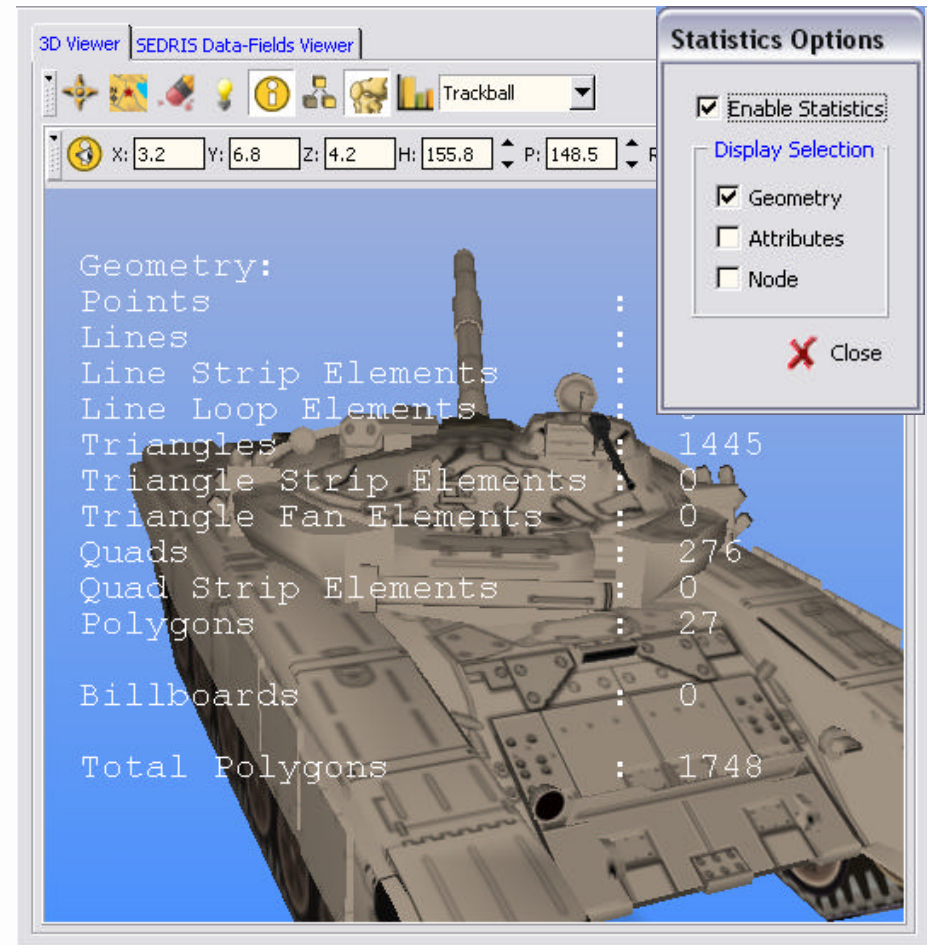 3D Viewer SEDRIS Data-Fields Viewer
Trackball
X: 3.2 Y: 6.8 Z: 4.2 H: 155.8 P: 148.5
Statistics Options
Enable Statistics
Display Selection
Geometry
Attributes
Node
Close
Geometry:
Points :
Lines :
Line Strip Elements :
Line Loop Elements :
Triangles : 1445
Triangle Strip Elements : 0
Triangle Fan Elements : 0
Quads : 276
Quad Strip Elements : 0
Polygons : 27
Billboards : 0
Total Polygons : 1748